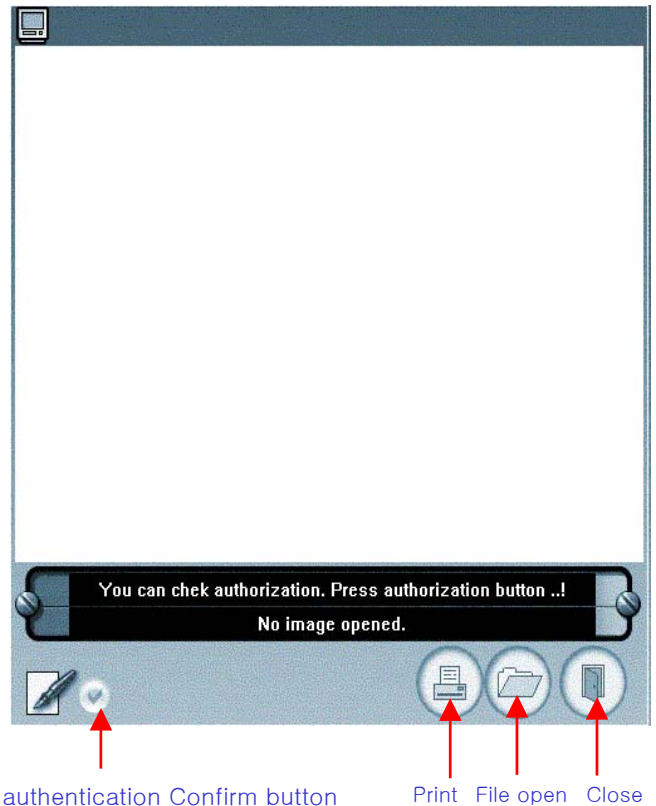 You can chek authorization. Press authorization button ..!
No image opened.
authentication Confirm button
Print File open Close